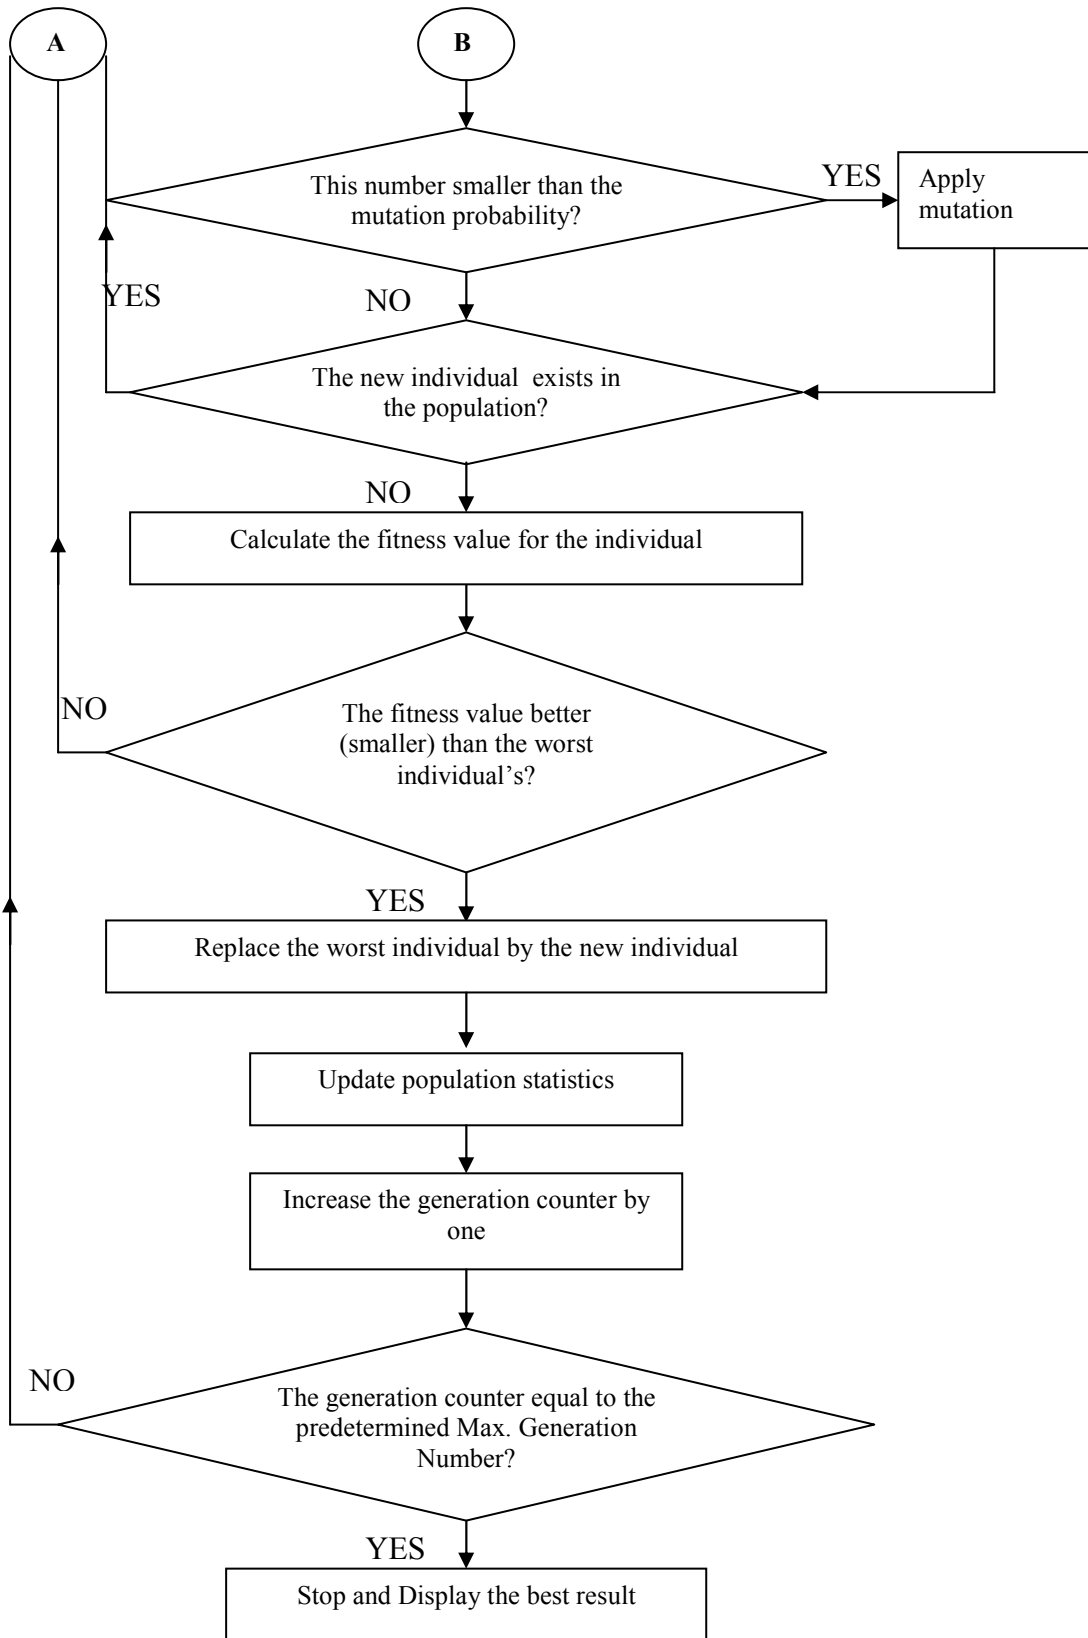 A
B
This number smaller than the
mutation probability?
YES
Apply
mutation
YES
NO
The new individual exists in
the population?
NO
Calculate the fitness value for the individual
NO
The fitness value better
(smaller) than the worst
individual's?
YES
Replace the worst individual by the new individual
Update population statistics
Increase the generation counter by
one
NO
The generation counter equal to the
predetermined Max. Generation
Number?
YES
Stop and Display the best result